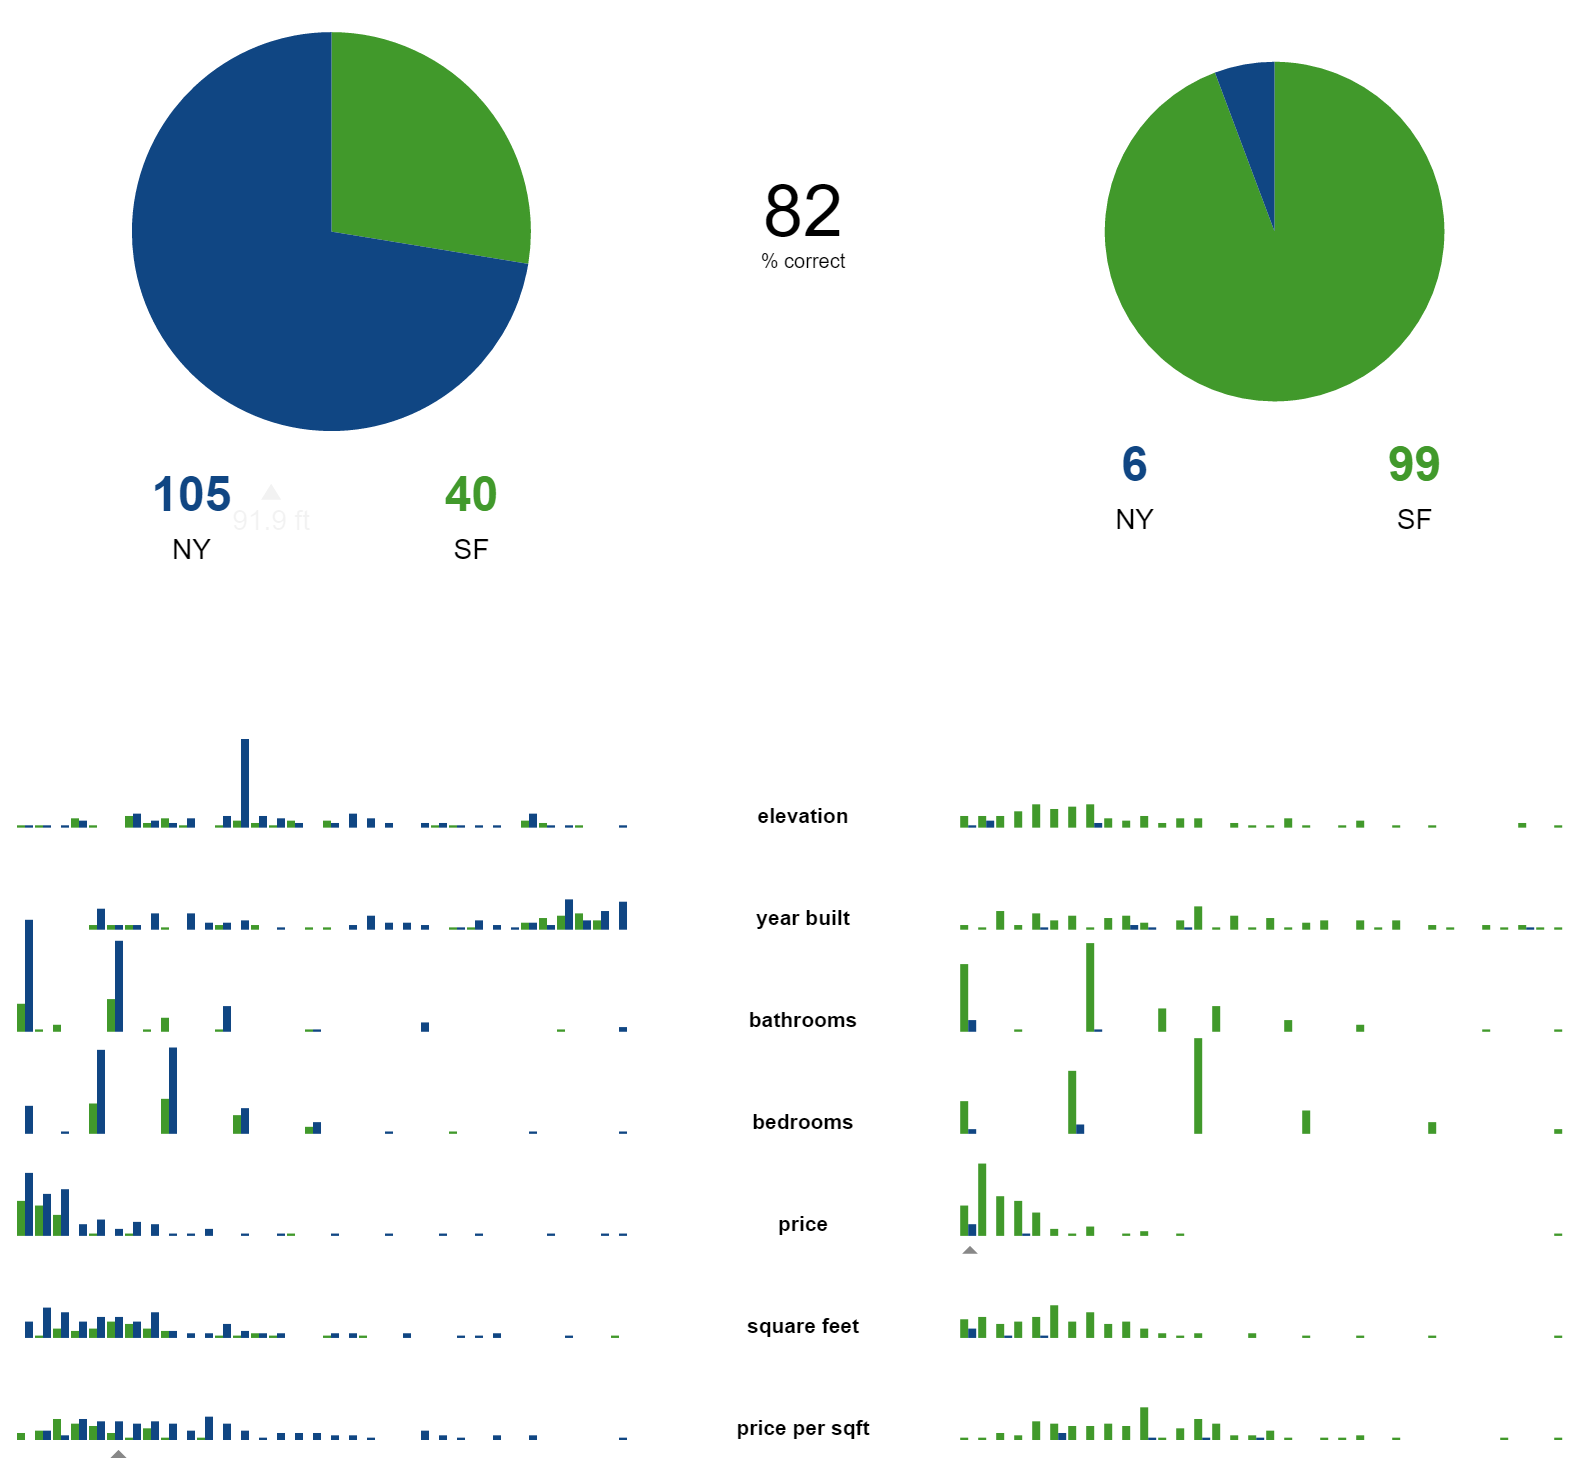 82
% correct
105
40
91.9 ft
NY
SF
6
99
NY
SF
elevation
year built
bathrooms
bedrooms
price
square feet
price per sqft